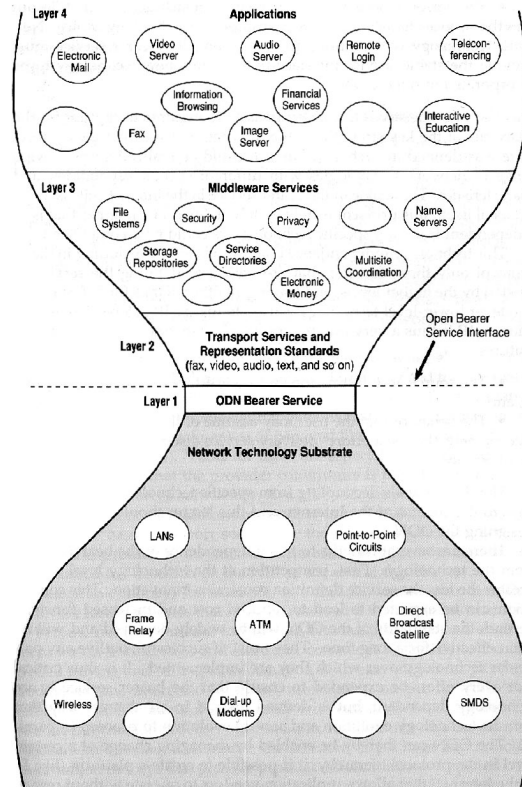 Layer 4
Applications
Electronic
Mail
Video
Server
Audio
Server
Remote
Login
Telecon-
ferencing
Information
Browsing
Financial
Services
Fax
Image
Server
Interactive
Education
Layer 3
Middleware Services
File
Systems
Security
Privacy
Name
Servers
Storage
Repositories
Service
Directories
Multisite
Coordination
Electronic
Money
Open Bearer
Service Interface
Layer 2
Transport Services and
Representation Standards
(fax, video, audio, text, and so on)
Layer 1
ODN Bearer Service
Network Technology Substrate
LANs
Point-to-Point
Circuits
Frame
Relay
ATM
Direct
Broadcast
Satellite
Wireless
Dial-up
Modems
SMDS